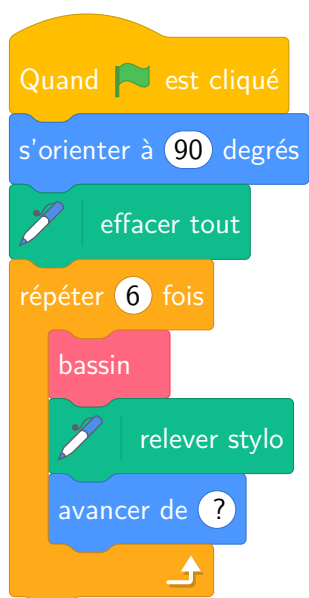 Quand est cliqué
s'orienter à 90 degrés
effacer tout
répéter 6 fois
bassin
relever stylo
avancer de ?